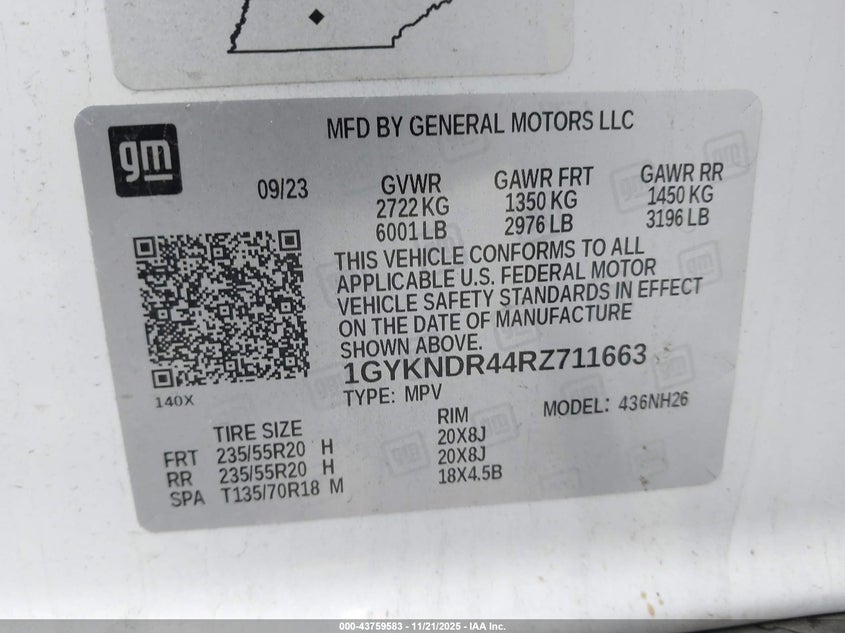 gm
MFD BY GENERAL MOTORS LLC
09/23
GVWR GAWR FRT GAWR RR
2722 KG 1350 KG 1450 KG
6001 LB 2976 LB 3196 LB
THIS VEHICLE CONFORMS TO ALL
APPLICABLE U.S. FEDERAL MOTOR
VEHICLE SAFETY STANDARDS IN EFFECT
ON THE DATE OF MANUFACTURE
SHOWN ABOVE.
1GYKNDR44RZ711663
140X
TYPE: MPV
MODEL: 436NH26
TIRE SIZE RIM
FRT 235/55R20 H 20X8J
RR 235/55R20 H 20X8J
SPA T135/70R18 M 18X4.5B
000-43759583 - 11/21/2025 - IAA Inc.